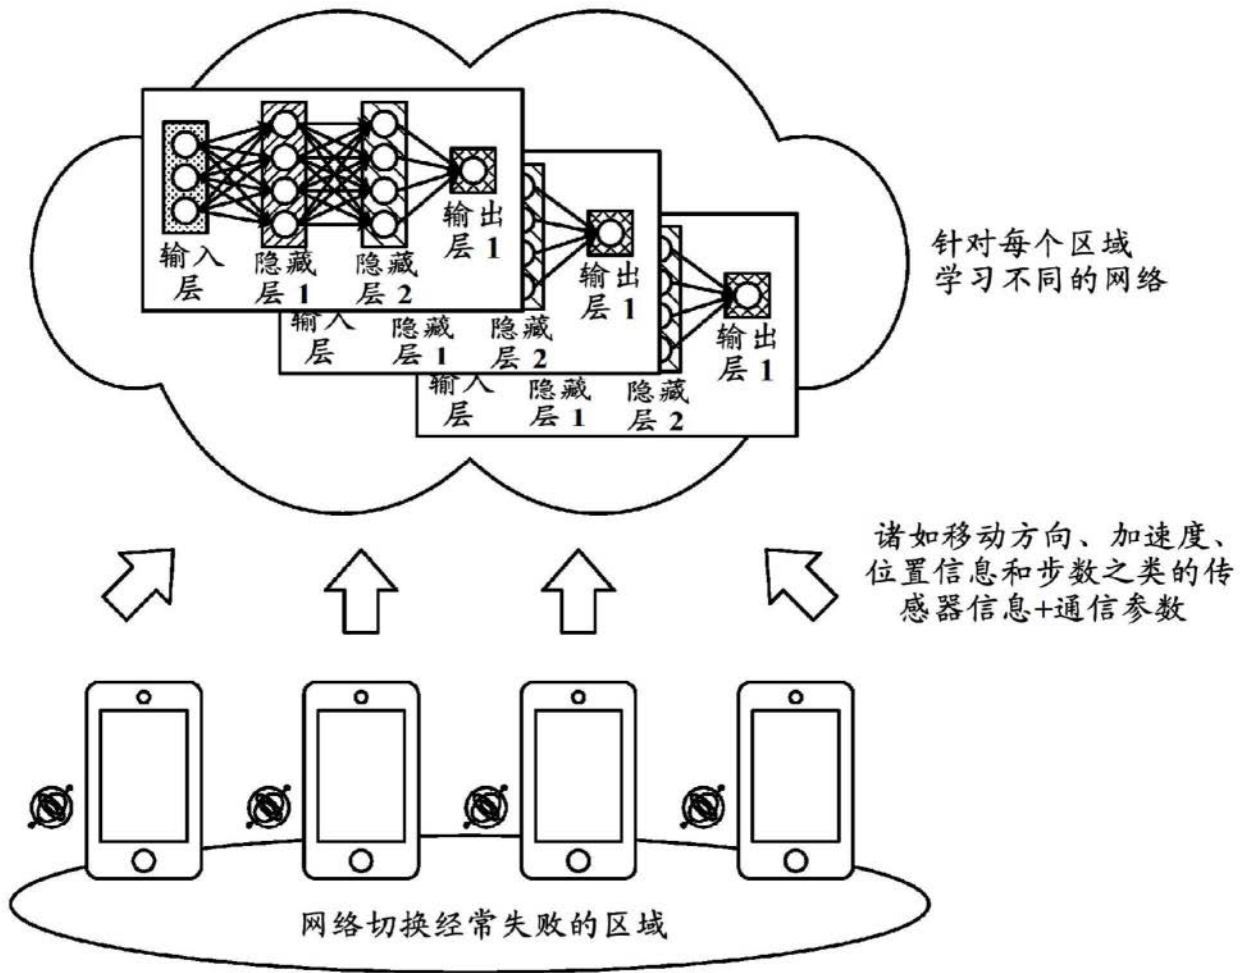 输入
层
隐藏
层 1
隐藏
层 2
输出
层 1
输入
层
隐藏
层 1
隐藏
层 2
输出
层 1
输入
层
隐藏
层 1
隐藏
层 2
输出
层 1
针对每个区域
学习不同的网络
诸如移动方向、加速度、
位置信息和步数之类的传
感器信息+通信参数
网络切换经常失败的区域